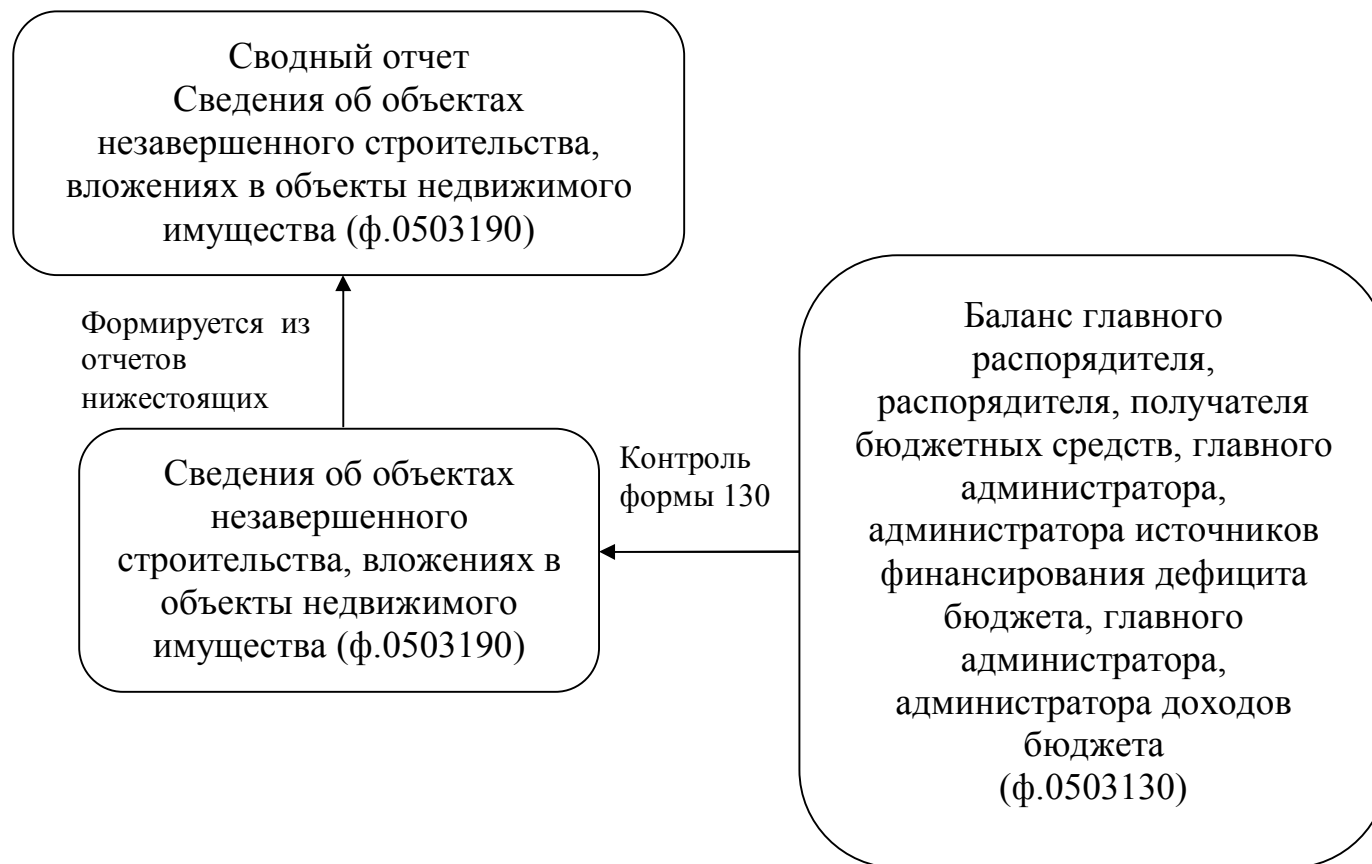 Сводный отчет
Сведения об объектах
незавершенного строительства,
вложениях в объекты недвижимого
имущества (ф.0503190)
Формируется из
отчетов
нижестоящих
Сведения об объектах
незавершенного
строительства, вложениях в
объекты недвижимого
имущества (ф.0503190)
Контроль
формы 130
Баланс главного
распорядителя,
распорядителя, получателя
бюджетных средств, главного
администратора,
администратора источников
финансирования дефицита
бюджета, главного
администратора,
администратора доходов
бюджета
(ф.0503130)